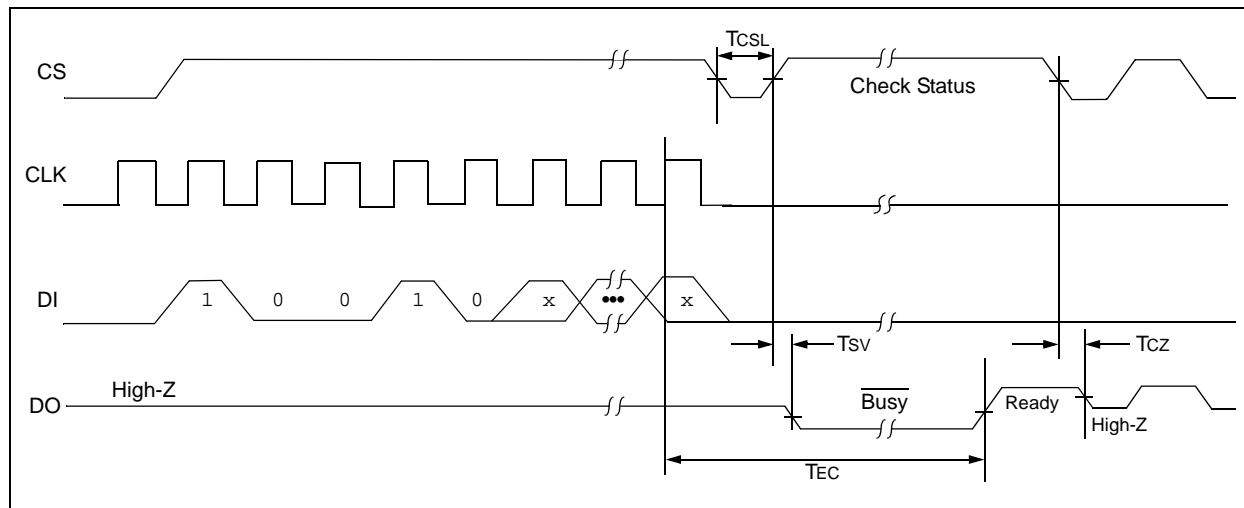 TCSL
CS
Check Status
CLK
DI 1 0 0 1 0 x ••• x
TSV
TCZ
High-Z
DO
Busy
Ready
High-Z
TEC